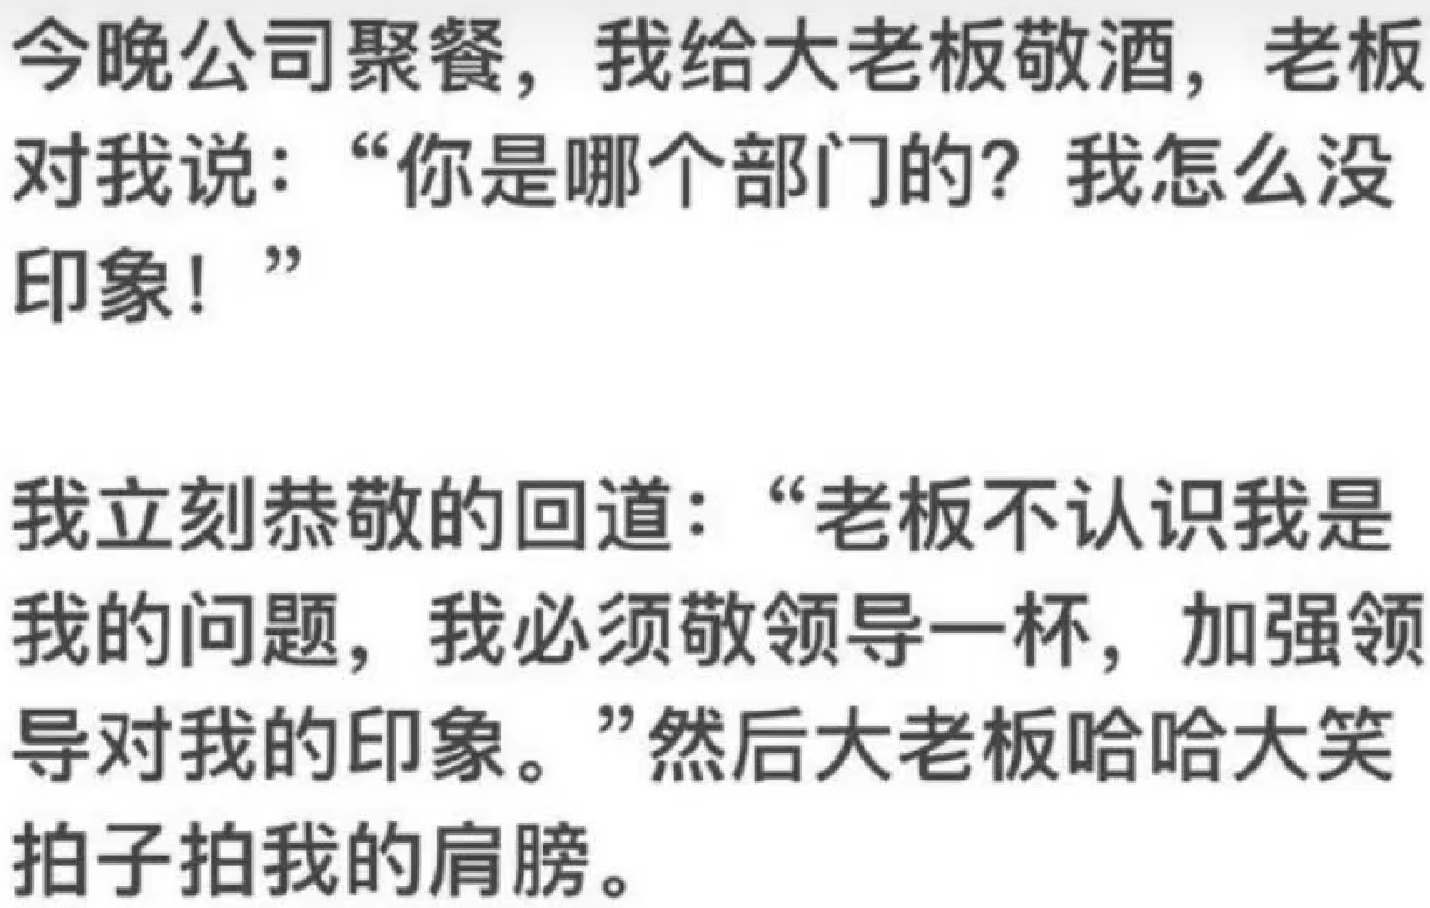 今晚公司聚餐，我给大老板敬酒，老板
对我说：“你是哪个部门的？我怎么没
印象！”
我立刻恭敬的回道：“老板不认识我是
我的问题，我必须敬领导一杯，加强领
导对我的印象。”然后大老板哈哈大笑
拍子拍我的肩膀。